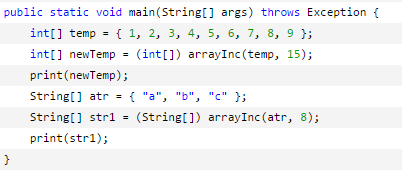 public static void main(String[] args) throws Exception {
    int[] temp = { 1, 2, 3, 4, 5, 6, 7, 8, 9 };
    int[] newTemp = (int[]) arrayInc(temp, 15);
    print(newTemp);
    String[] atr = { "a", "b", "c" };
    String[] str1 = (String[]) arrayInc(atr, 8);
    print(str1);
}